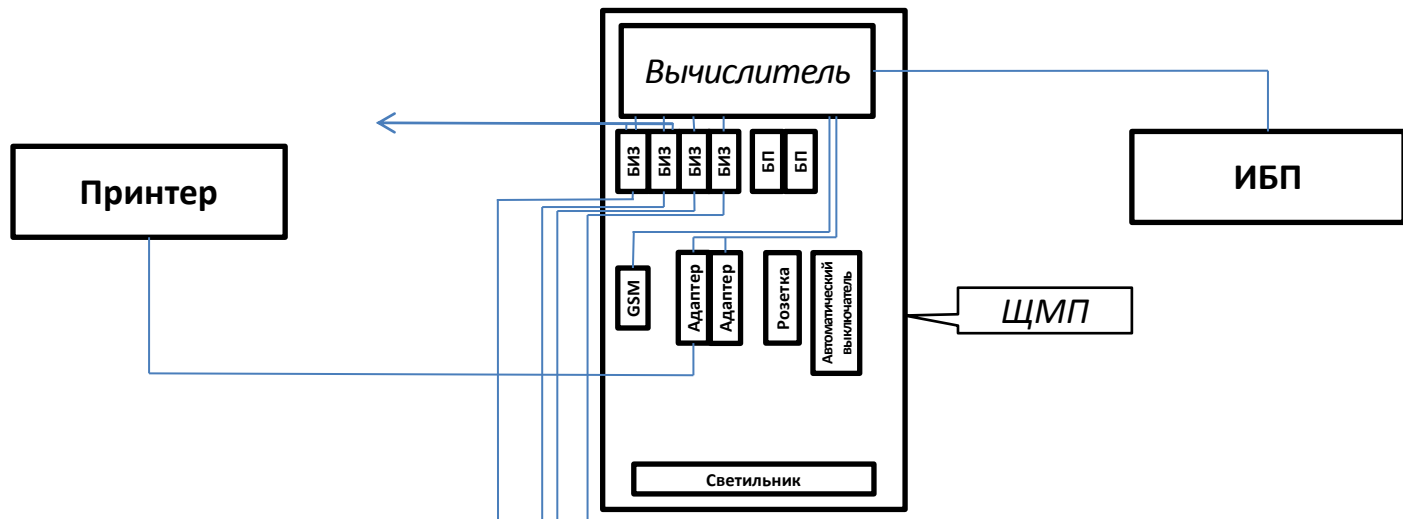 Вычислитель
Принтер
БИЗ
БИЗ
БИЗ
БИЗ
БП
БП
ИБП
GSM
Адаптер
Адаптер
Розетка
Автоматический
выключатель
ЩМП
Светильник